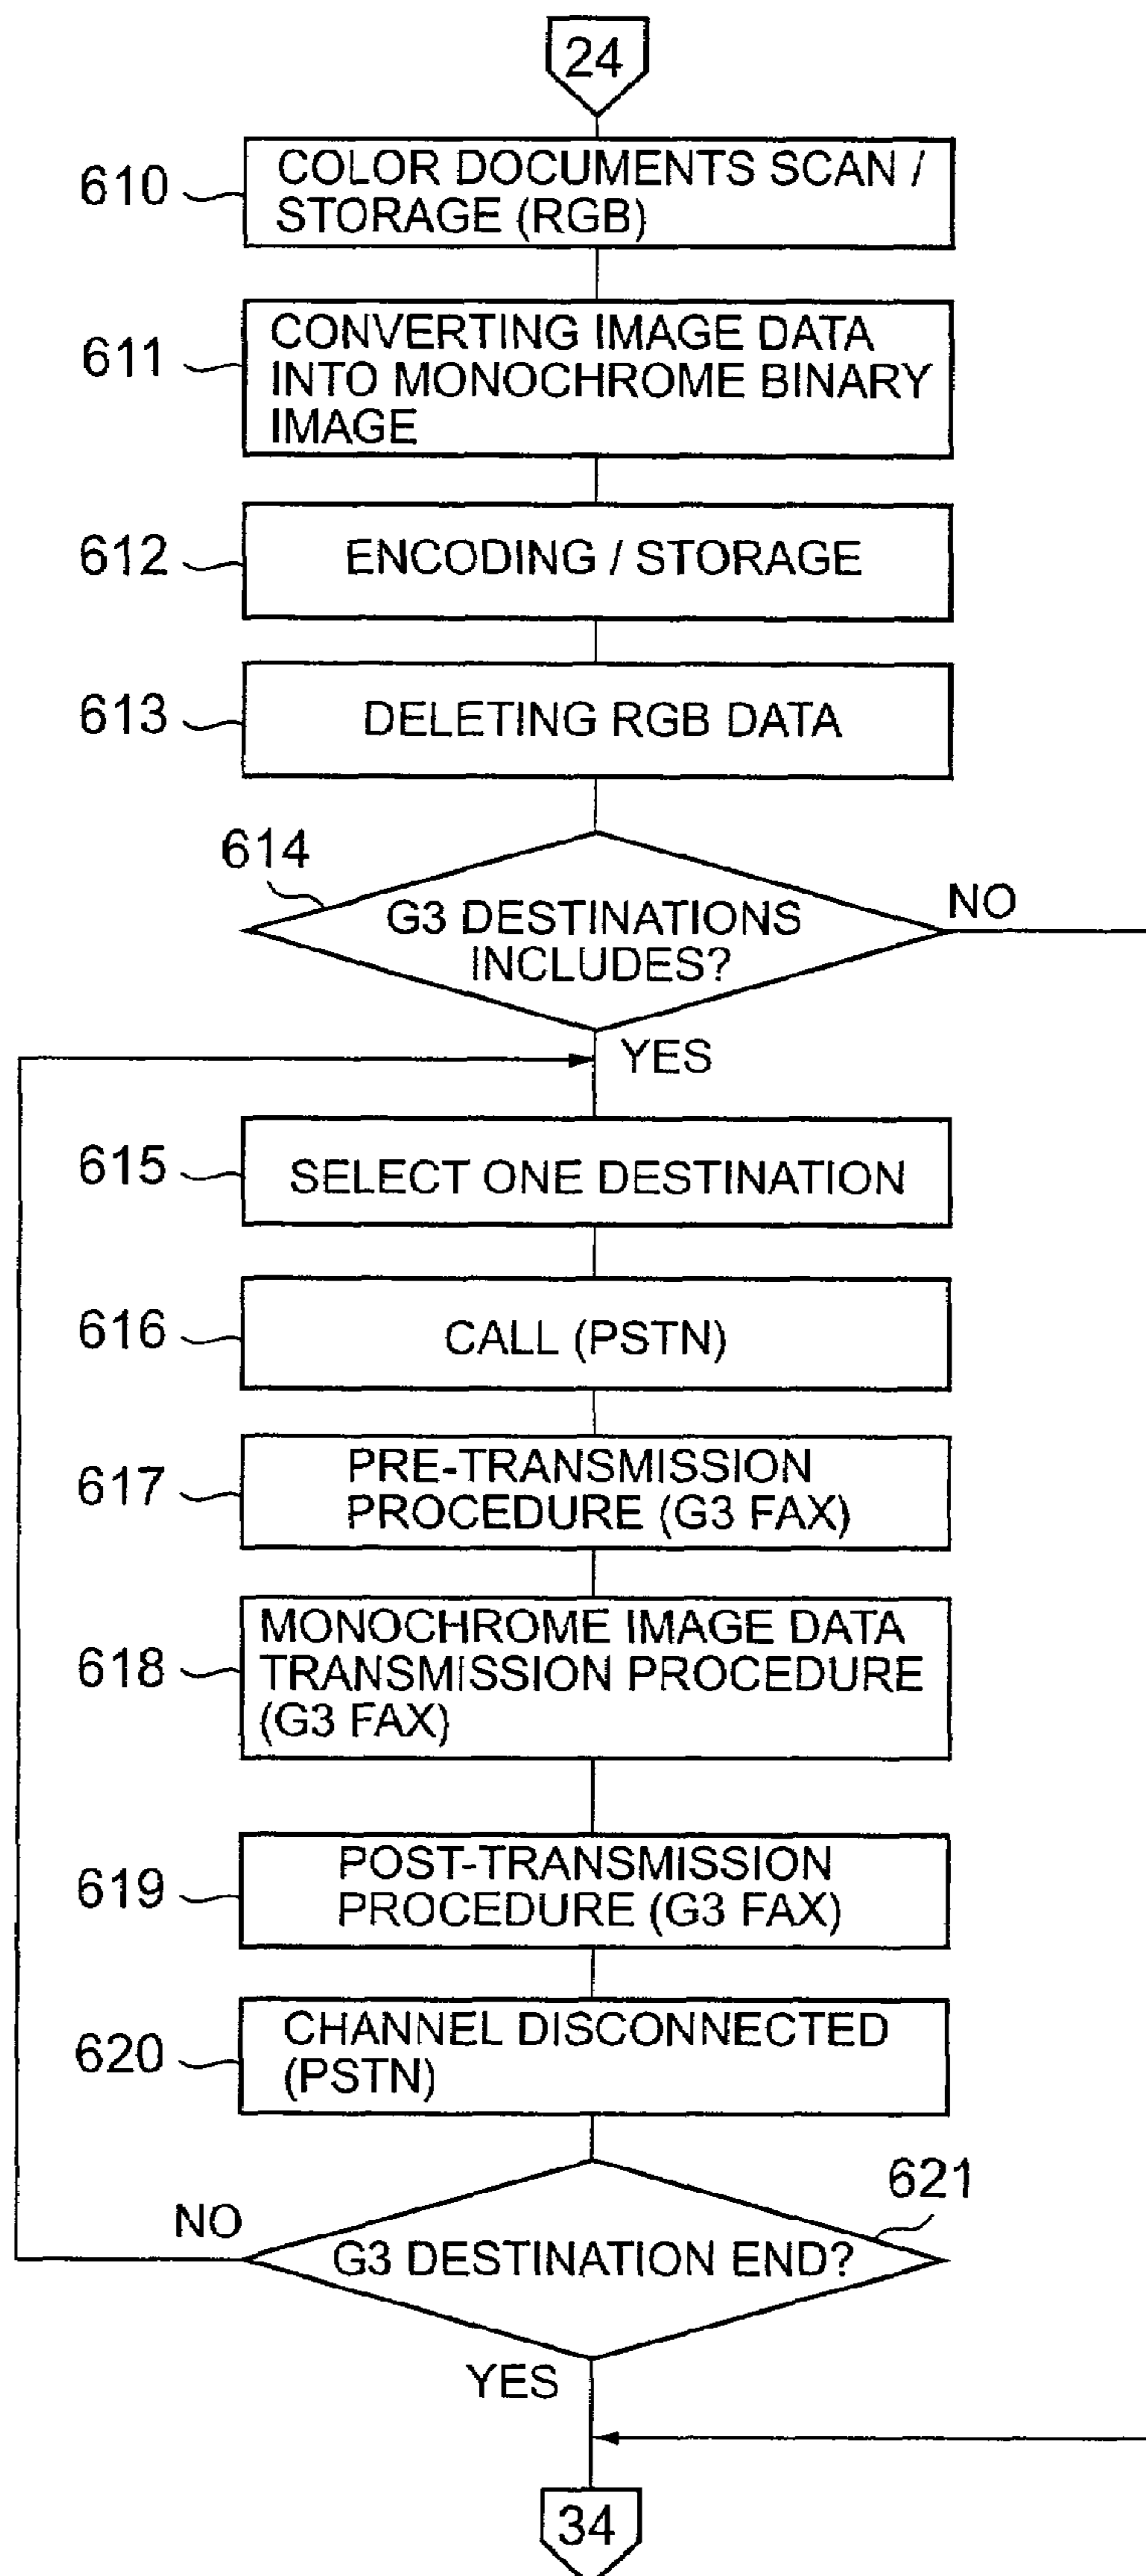 24
610
COLOR DOCUMENTS SCAN /
STORAGE (RGB)
611
CONVERTING IMAGE DATA
INTO MONOCHROME BINARY
IMAGE
612
ENCODING / STORAGE
613
DELETING RGB DATA
614
G3 DESTINATIONS
INCLUDES?
NO
YES
615
SELECT ONE DESTINATION
616
CALL (PSTN)
617
PRE-TRANSMISSION
PROCEDURE (G3 FAX)
618
MONOCHROME IMAGE DATA
TRANSMISSION PROCEDURE
(G3 FAX)
619
POST-TRANSMISSION
PROCEDURE (G3 FAX)
620
CHANNEL DISCONNECTED
(PSTN)
621
NO
G3 DESTINATION END?
YES
34